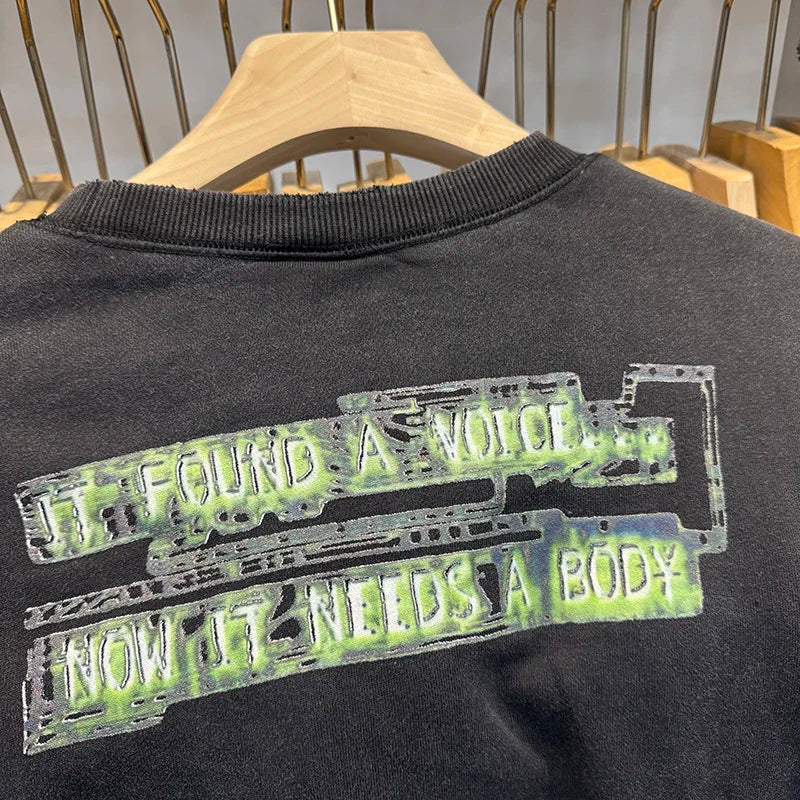 IT FOUND A VOICE....
NOW IT NEEDS A BODY